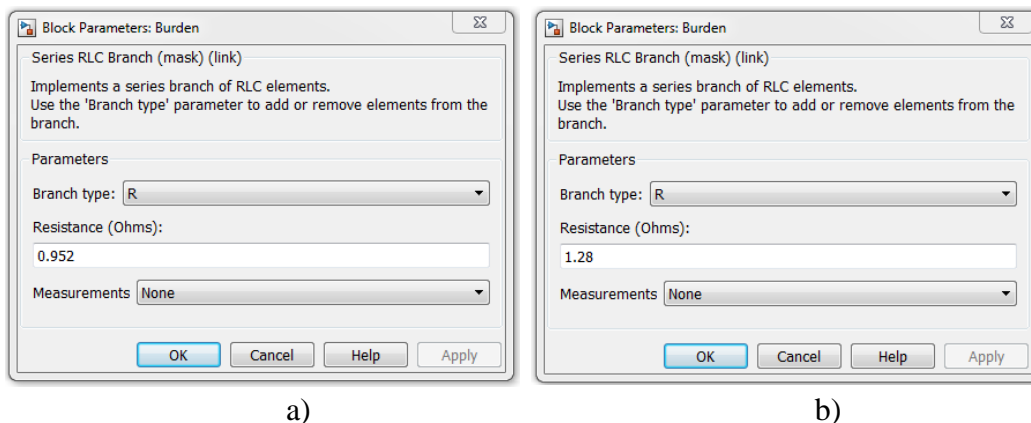 Block Parameters: Burden
Series RLC Branch (mask) (link)
Implements a series branch of RLC elements.
Use the 'Branch type' parameter to add or remove elements from the
branch.
Parameters
Branch type: R
Resistance (Ohms):
0.952
Measurements None
OK Cancel Help Apply
a)
Block Parameters: Burden
Series RLC Branch (mask) (link)
Implements a series branch of RLC elements.
Use the 'Branch type' parameter to add or remove elements from the
branch.
Parameters
Branch type: R
Resistance (Ohms):
1.28
Measurements None
OK Cancel Help Apply
b)